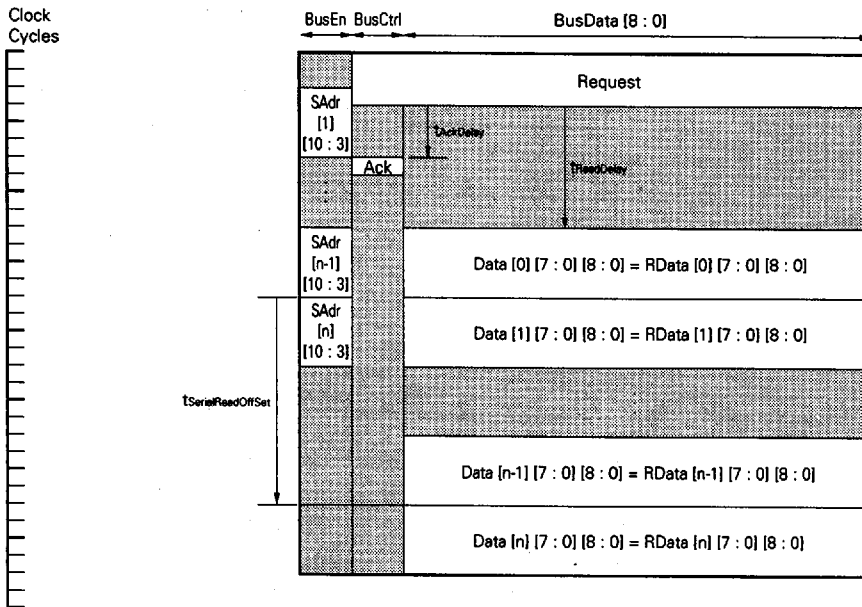 Clock
Cycles
BusEn BusCtrl BusData [8 : 0]
Request
SAdr
[1]
[10 : 3]
tAckDelay
Ack
tReadDelay
SAdr
[n-1]
[10 : 3]
Data [0] [7 : 0] [8 : 0] = RData [0] [7 : 0] [8 : 0]
SAdr
[n]
[10 : 3]
Data [1] [7 : 0] [8 : 0] = RData [1] [7 : 0] [8 : 0]
tSerialReadOffSet
Data [n-1] [7 : 0] [8 : 0] = RData [n-1] [7 : 0] [8 : 0]
Data [n] [7 : 0] [8 : 0] = RData [n] [7 : 0] [8 : 0]